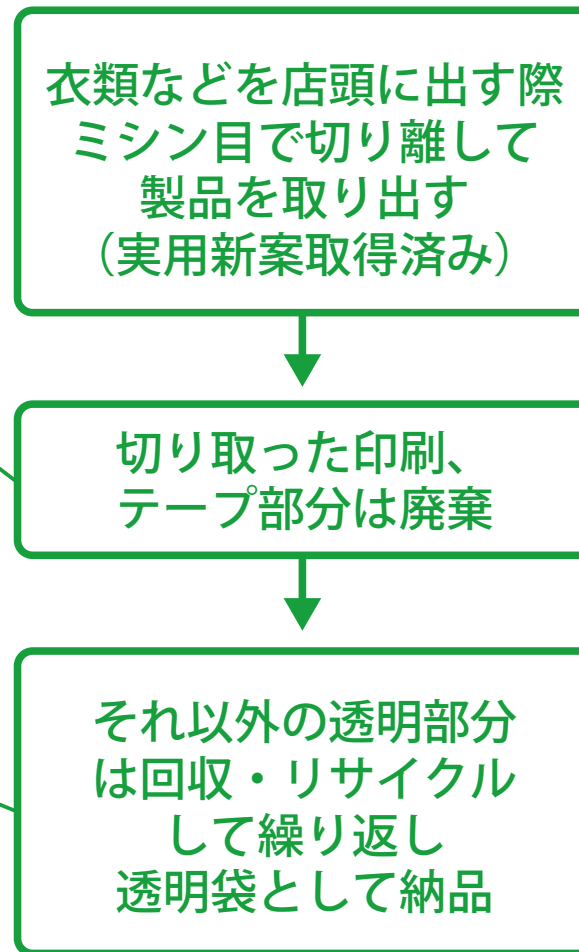 衣類などを店頭に出す際
ミシン目で切り離して
製品を取り出す
（実用新案取得済み）
切り取った印刷、
テープ部分は廃棄
それ以外の透明部分
は回収・リサイクル
して繰り返し
透明袋として納品